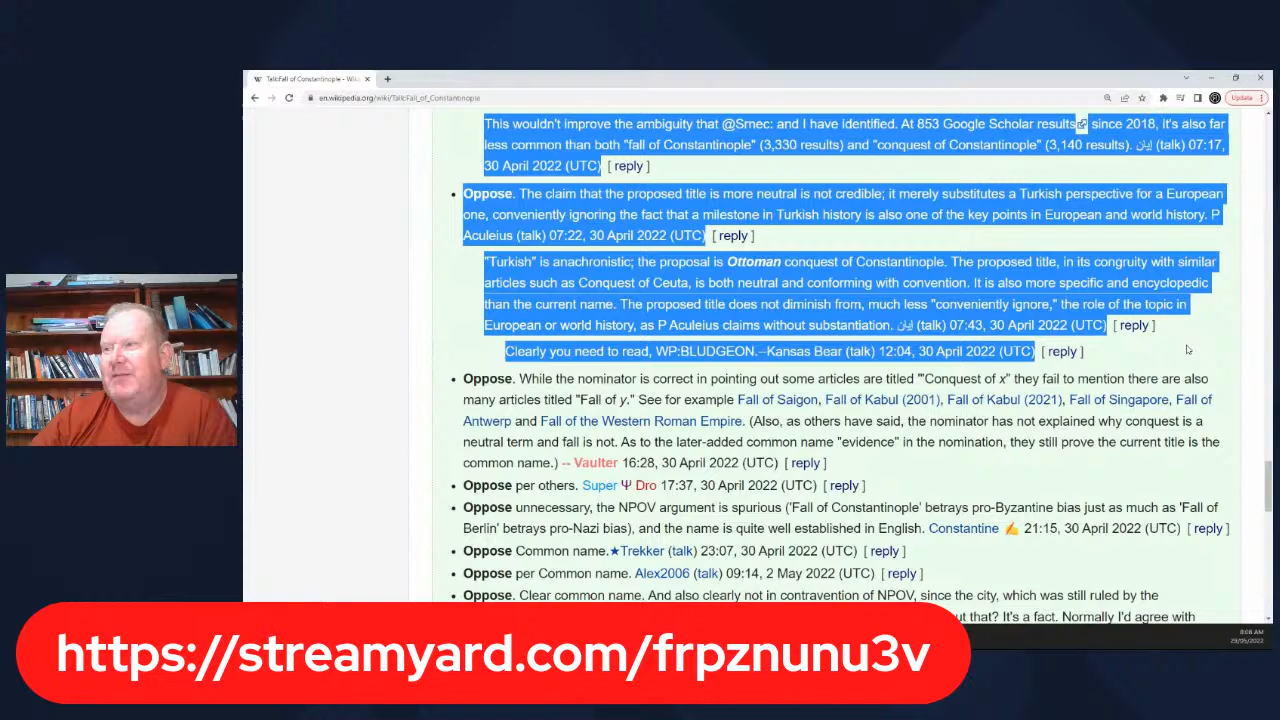 Talk:Fall of Constantinople - Wiki
en.wikipedia.org/wiki/Talk:Fall_of_Constantinople
Update
This wouldn't improve the ambiguity that @Srnec: and I have identified. At 853 Google Scholar results since 2018, it's also far
less common than both "fall of Constantinople" (3,330 results) and "conquest of Constantinople" (3,140 results). إيان (talk) 07:17,
30 April 2022 (UTC) [ reply ]
• Oppose. The claim that the proposed title is more neutral is not credible; it merely substitutes a Turkish perspective for a European
one, conveniently ignoring the fact that a milestone in Turkish history is also one of the key points in European and world history. P
Aculeius (talk) 07:22, 30 April 2022 (UTC) [ reply ]
"Turkish" is anachronistic; the proposal is Ottoman conquest of Constantinople. The proposed title, in its congruity with similar
articles such as Conquest of Ceuta, is both neutral and conforming with convention. It is also more specific and encyclopedic
than the current name. The proposed title does not diminish from, much less "conveniently ignore," the role of the topic in
European or world history, as P Aculeius claims without substantiation. إيان (talk) 07:43, 30 April 2022 (UTC) [ reply ]
Clearly you need to read, WP:BLUDGEON.--Kansas Bear (talk) 12:04, 30 April 2022 (UTC) [ reply ]
• Oppose. While the nominator is correct in pointing out some articles are titled '"Conquest of x" they fail to mention there are also
many articles titled "Fall of y." See for example Fall of Saigon, Fall of Kabul (2001), Fall of Kabul (2021), Fall of Singapore, Fall of
Antwerp and Fall of the Western Roman Empire. (Also, as others have said, the nominator has not explained why conquest is a
neutral term and fall is not. As to the later-added common name "evidence" in the nomination, they still prove the current title is the
common name.) -- Vaulter 16:28, 30 April 2022 (UTC) [ reply ]
• Oppose per others. Super Ψ Dro 17:37, 30 April 2022 (UTC) [ reply ]
• Oppose unnecessary, the NPOV argument is spurious ('Fall of Constantinople' betrays pro-Byzantine bias just as much as 'Fall of
Berlin' betrays pro-Nazi bias), and the name is quite well established in English. Constantine ✍ 21:15, 30 April 2022 (UTC) [ reply ]
• Oppose Common name.★Trekker (talk) 23:07, 30 April 2022 (UTC) [ reply ]
• Oppose per Common name. Alex2006 (talk) 09:14, 2 May 2022 (UTC) [ reply ]
• Oppose. Clear common name. And also clearly not in contravention of NPOV, since the city, which was still ruled by the
out that? It's a fact. Normally I'd agree with
8:06 AM
29/05/2022
https://streamyard.com/frpznunu3v